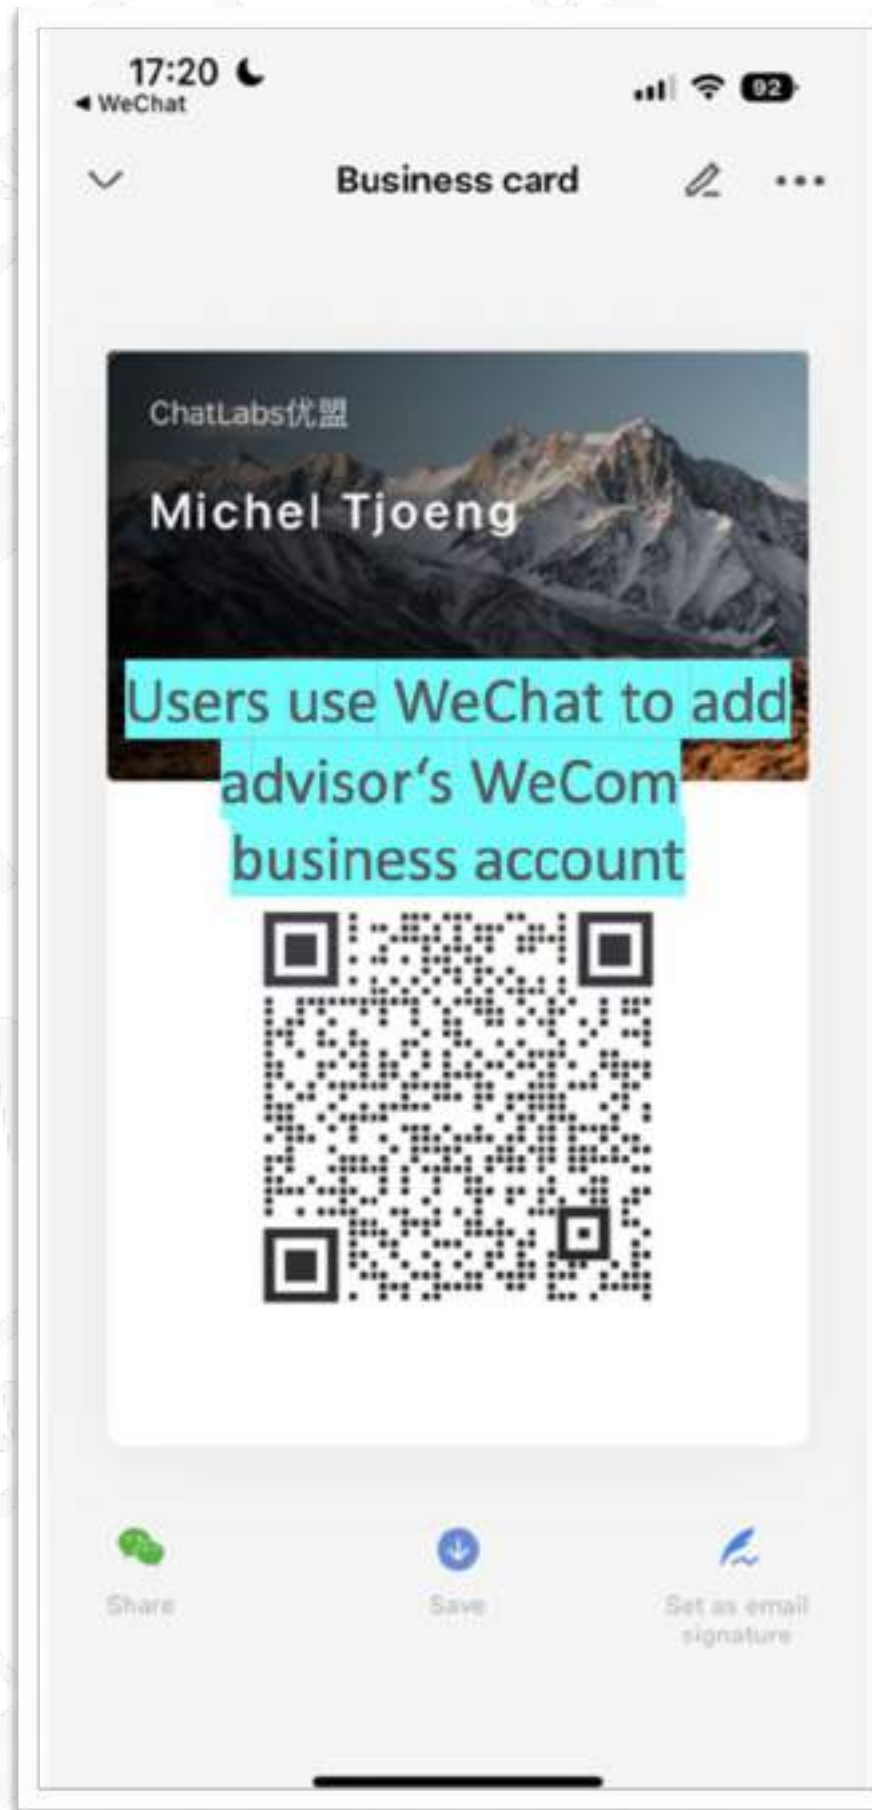 17:20
92
◀ WeChat
Business card
ChatLabs优盟
Michel Tjoeng
Users use WeChat to add
advisor‘s WeCom
business account
Share
Save
Set as email
signature